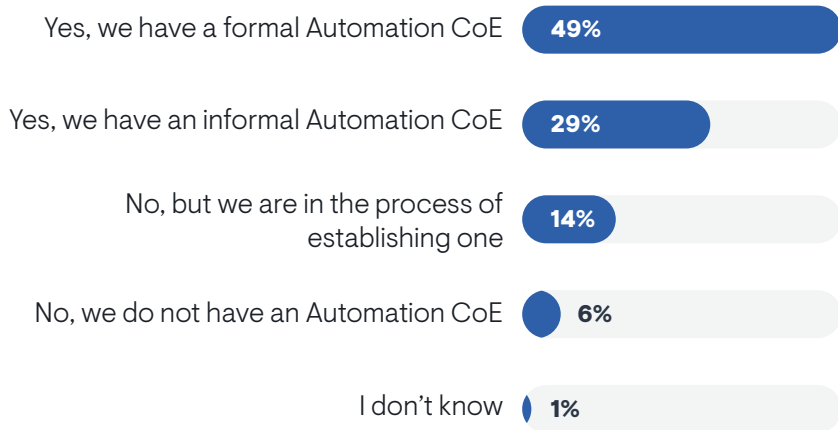 Yes, we have a formal Automation CoE 49%
Yes, we have an informal Automation CoE 29%
No, but we are in the process of
establishing one 14%
No, we do not have an Automation CoE 6%
I don’t know 1%